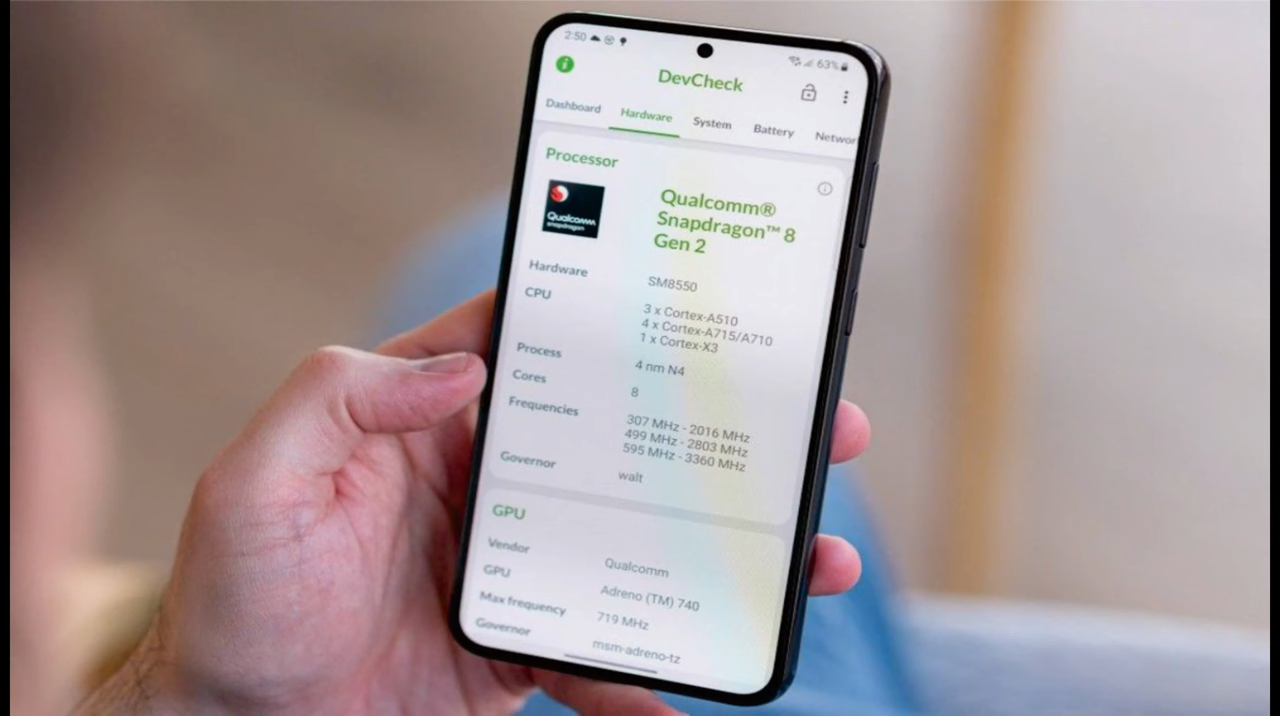 2:50
63%
DevCheck
Dashboard Hardware System Battery Networ
Processor
Qualcomm
snapdragon
Qualcomm®
Snapdragon™ 8
Gen 2
Hardware SM8550
CPU 3 x Cortex-A510
4 x Cortex-A715/A710
1 x Cortex-X3
Process 4 nm N4
Cores 8
Frequencies 307 MHz - 2016 MHz
499 MHz - 2803 MHz
595 MHz - 3360 MHz
Governor walt
GPU
Vendor Qualcomm
GPU Adreno (TM) 740
Max frequency 719 MHz
Governor msm-adreno-tz